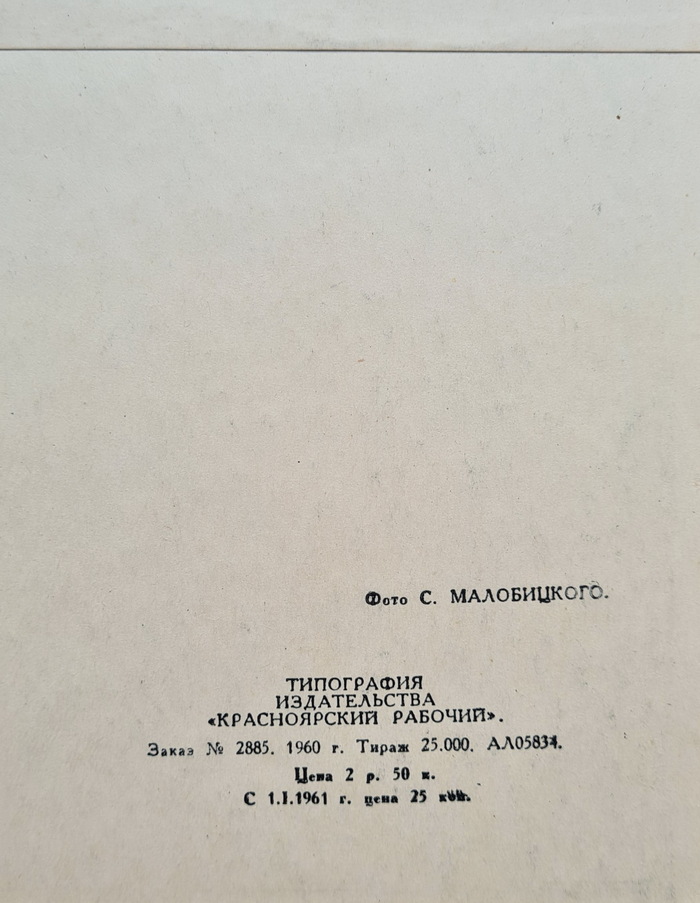 Фото С. МАЛОБИЦКОГО.
ТИПОГРАФИЯ
ИЗДАТЕЛЬСТВА
«КРАСНОЯРСКИЙ РАБОЧИЙ».
Заказ № 2885. 1960 г. Тираж 25.000. АЛ05834.
Цена 2 р. 50 к.
С 1.I.1961 г. цена 25 коп.